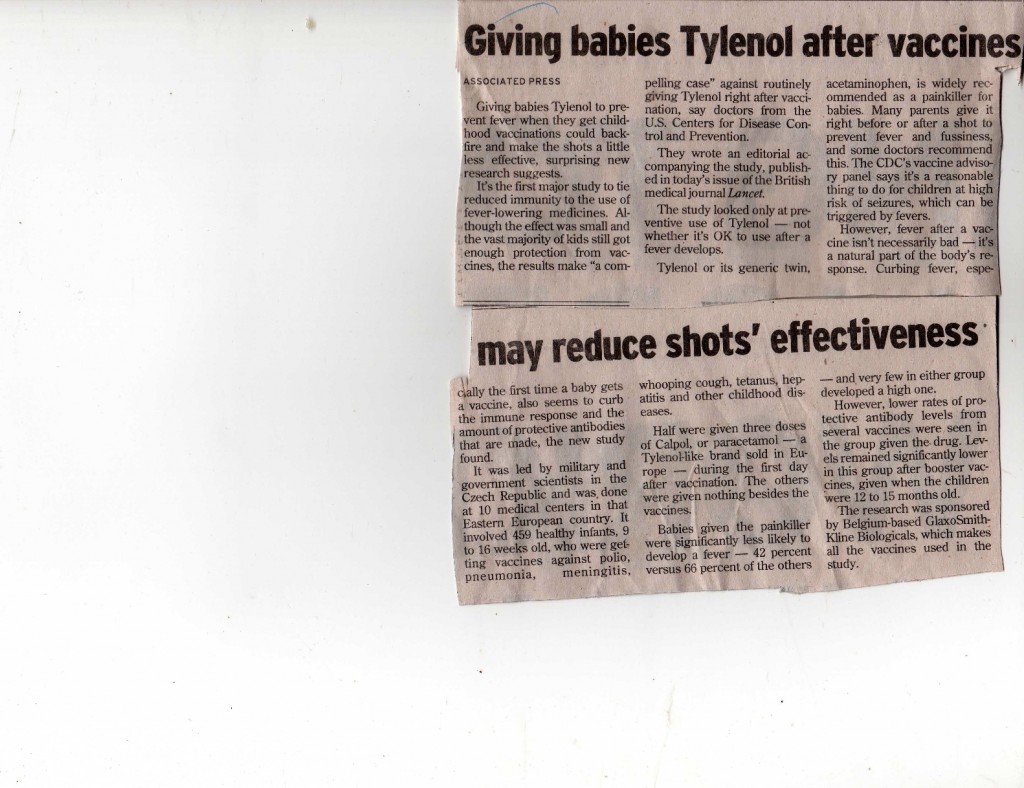 Giving babies Tylenol after vaccines
ASSOCIATED PRESS
Giving babies Tylenol to pre-
vent fever when they get child-
hood vaccinations could back-
fire and make the shots a little
less effective, surprising new
research suggests.
It's the first major study to tie
reduced immunity to the use of
fever-lowering medicines. Al-
though the effect was small and
the vast majority of kids still got
enough protection from vac-
cines, the results make "a com-
pelling case" against routinely
giving Tylenol right after vacci-
nation, say doctors from the
U.S. Centers for Disease Con-
trol and Prevention.
They wrote an editorial ac-
companying the study, publish-
ed in today's issue of the British
medical journal Lancet.
The study looked only at pre-
ventive use of Tylenol — not
whether it's OK to use after a
fever develops.
Tylenol or its generic twin,
acetaminophen, is widely rec-
ommended as a painkiller for
babies. Many parents give it
right before or after a shot to
prevent fever and fussiness,
and some doctors recommend
this. The CDC's vaccine adviso-
ry panel says it's a reasonable
thing to do for children at high
risk of seizures, which can be
triggered by fevers.
However, fever after a vac-
cine isn't necessarily bad — it's
a natural part of the body's re-
sponse. Curbing fever, espe-
may reduce shots' effectiveness
cially the first time a baby gets
a vaccine, also seems to curb
the immune response and the
amount of protective antibodies
that are made, the new study
found.
It was led by military and
government scientists in the
Czech Republic and was done
at 10 medical centers in that
Eastern European country. It
involved 459 healthy infants, 9
to 16 weeks old, who were get-
ting vaccines against polio,
pneumonia, meningitis,
whooping cough, tetanus, hep-
atitis and other childhood dis-
eases.
Half were given three doses
of Calpol, or paracetamol — a
Tylenol-like brand sold in Eu-
rope — during the first day
after vaccination. The others
were given nothing besides the
vaccines.
Babies given the painkiller
were significantly less likely to
develop a fever — 42 percent
versus 66 percent of the others
— and very few in either group
developed a high one.
However, lower rates of pro-
tective antibody levels from
several vaccines were seen in
the group given the drug. Lev-
els remained significantly lower
in this group after booster vac-
cines, given when the children
were 12 to 15 months old.
The research was sponsored
by Belgium-based GlaxoSmith-
Kline Biologicals, which makes
all the vaccines used in the
study.